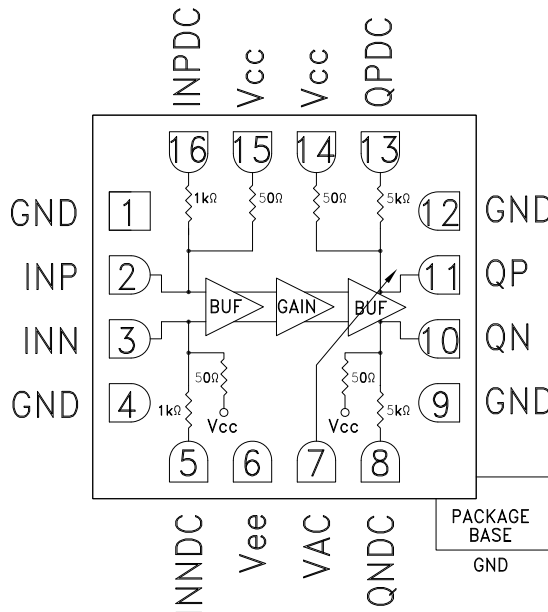 INPDC
Vcc
Vcc
QPDC
16
15
14
13
1kΩ
50Ω
50Ω
5kΩ
GND
1
12
GND
INP
2
11
QP
BUF
GAIN
BUF
INN
3
10
QN
GND
4
9
GND
50Ω
50Ω
1kΩ
5kΩ
Vcc
Vcc
5
6
7
8
INNDC
Vee
VAC
QNDC
PACKAGE
BASE
GND